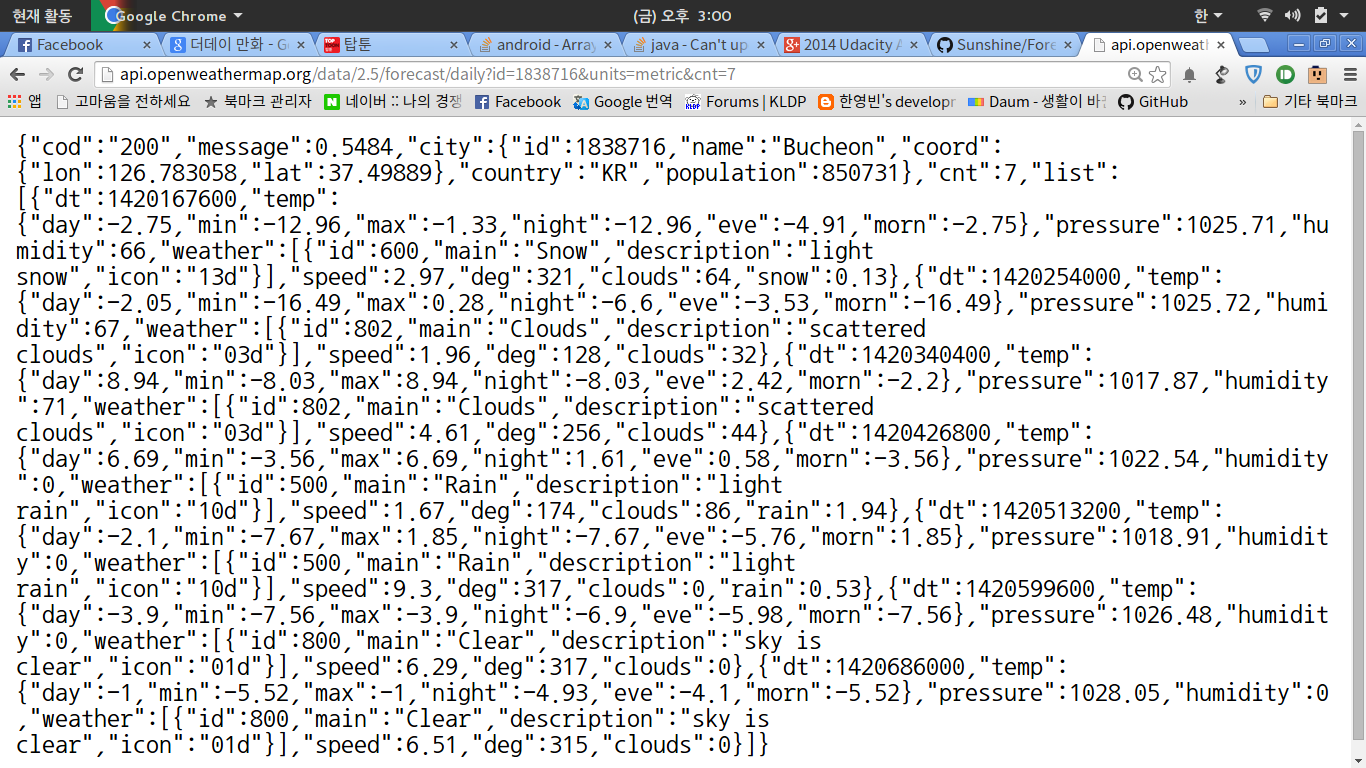 현재 활동 Google Chrome (금) 오후 3:00 한
Facebook 더데이 만화 - G 탑툰 android - Array java - Can't up 2014 Udacity A Sunshine/Fore api.openweath
api.openweathermap.org/data/2.5/forecast/daily?id=1838716&units=metric&cnt=7
앱 고마움을 전하세요 북마크 관리자 네이버 :: 나의 경쟁 Facebook Google 번역 Forums | KLDP 한영빈's developr Daum - 생활이 바 GitHub » 기타 북마크
{"cod":"200","message":0.5484,"city":{"id":1838716,"name":"Bucheon","coord":
{"lon":126.783058,"lat":37.49889},"country":"KR","population":850731},"cnt":7,"list":
[{"dt":1420167600,"temp":
{"day":-2.75,"min":-12.96,"max":-1.33,"night":-12.96,"eve":-4.91,"morn":-2.75},"pressure":1025.71,"hu
midity":66,"weather":[{"id":600,"main":"Snow","description":"light
snow","icon":"13d"}],"speed":2.97,"deg":321,"clouds":64,"snow":0.13},{"dt":1420254000,"temp":
{"day":-2.05,"min":-16.49,"max":0.28,"night":-6.6,"eve":-3.53,"morn":-16.49},"pressure":1025.72,"humi
dity":67,"weather":[{"id":802,"main":"Clouds","description":"scattered
clouds","icon":"03d"}],"speed":1.96,"deg":128,"clouds":32},{"dt":1420340400,"temp":
{"day":8.94,"min":-8.03,"max":8.94,"night":-8.03,"eve":2.42,"morn":-2.2},"pressure":1017.87,"humidity
":71,"weather":[{"id":802,"main":"Clouds","description":"scattered
clouds","icon":"03d"}],"speed":4.61,"deg":256,"clouds":44},{"dt":1420426800,"temp":
{"day":6.69,"min":-3.56,"max":6.69,"night":1.61,"eve":0.58,"morn":-3.56},"pressure":1022.54,"humidity
":0,"weather":[{"id":500,"main":"Rain","description":"light
rain","icon":"10d"}],"speed":1.67,"deg":174,"clouds":86,"rain":1.94},{"dt":1420513200,"temp":
{"day":-2.1,"min":-7.67,"max":1.85,"night":-7.67,"eve":-5.76,"morn":1.85},"pressure":1018.91,"humidit
y":0,"weather":[{"id":500,"main":"Rain","description":"light
rain","icon":"10d"}],"speed":9.3,"deg":317,"clouds":0,"rain":0.53},{"dt":1420599600,"temp":
{"day":-3.9,"min":-7.56,"max":-3.9,"night":-6.9,"eve":-5.98,"morn":-7.56},"pressure":1026.48,"humidit
y":0,"weather":[{"id":800,"main":"Clear","description":"sky is
clear","icon":"01d"}],"speed":6.29,"deg":317,"clouds":0},{"dt":1420686000,"temp":
{"day":-1,"min":-5.52,"max":-1,"night":-4.93,"eve":-4.1,"morn":-5.52},"pressure":1028.05,"humidity":0
,"weather":[{"id":800,"main":"Clear","description":"sky is
clear","icon":"01d"}],"speed":6.51,"deg":315,"clouds":0}]}